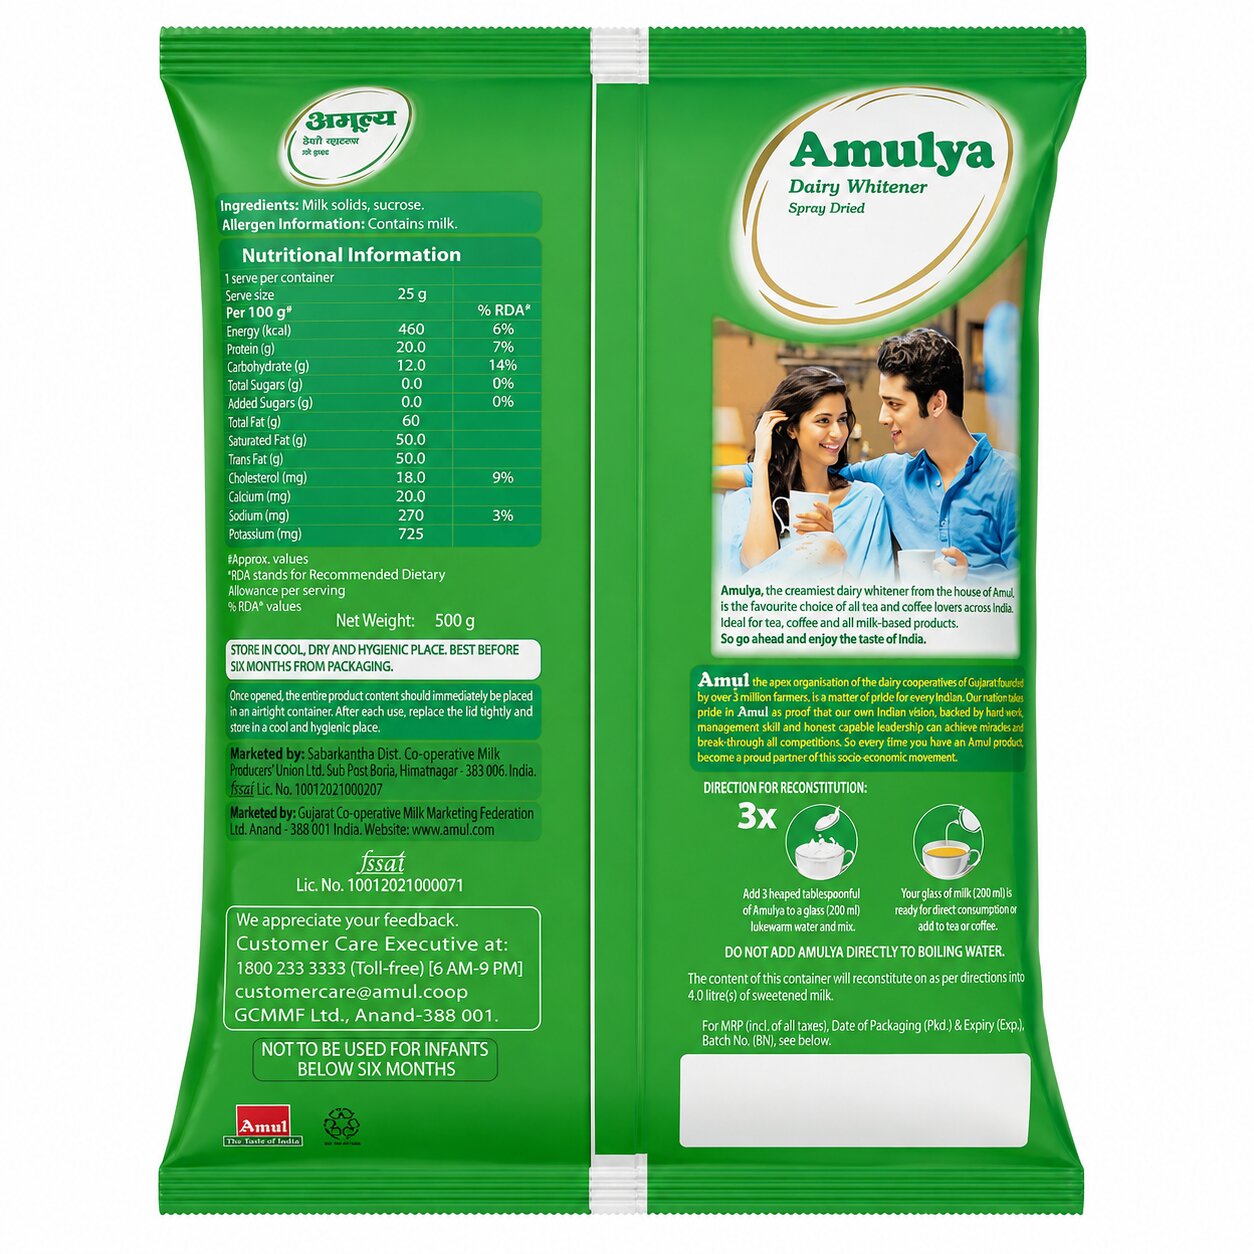 अमूल्य
डेयरी व्हाइटनर
Ingredients: Milk solids, sucrose.
Allergen Information: Contains milk.
Nutritional Information
1 serve per container
Serve size 25 g
Per 100 g# % RDA*
Energy (kcal) 460 6%
Protein (g) 20.0 7%
Carbohydrate (g) 12.0 14%
Total Sugars (g) 0.0 0%
Added Sugars (g) 0.0 0%
Total Fat (g) 60
Saturated Fat (g) 50.0
Trans Fat (g) 50.0
Cholesterol (mg) 18.0 9%
Calcium (mg) 20.0
Sodium (mg) 270 3%
Potassium (mg) 725
#Approx. values
*RDA stands for Recommended Dietary
Allowance per serving
% RDA* values
Net Weight: 500 g
STORE IN COOL, DRY AND HYGIENIC PLACE. BEST BEFORE
SIX MONTHS FROM PACKAGING.
Once opened, the entire product content should immediately be placed
in an airtight container. After each use, replace the lid tightly and
store in a cool and hygienic place.
Marketed by: Sabarkantha Dist. Co-operative Milk
Producers' Union Ltd. Sub Post Boria, Himatnagar - 383 006. India.
fssai Lic. No. 10012021000207
Marketed by: Gujarat Co-operative Milk Marketing Federation
Ltd. Anand - 388 001 India. Website: www.amul.com
fssai
Lic. No. 10012021000071
We appreciate your feedback.
Customer Care Executive at:
1800 233 3333 (Toll-free) [6 AM-9 PM]
customercare@amul.coop
GCMMF Ltd., Anand-388 001.
NOT TO BE USED FOR INFANTS
BELOW SIX MONTHS
Amul
The Taste of India
Amulya
Dairy Whitener
Spray Dried
Amulya, the creamiest dairy whitener from the house of Amul,
is the favourite choice of all tea and coffee lovers across India.
Ideal for tea, coffee and all milk-based products.
So go ahead and enjoy the taste of India.
Amul the apex organisation of the dairy cooperatives of Gujarat founded
by over 3 million farmers, is a matter of pride for every Indian. Our nation takes
pride in Amul as proof that our own Indian vision, backed by hard work,
management skill and honest capable leadership can achieve miracles and
break-through all competitions. So every time you have an Amul product,
become a proud partner of this socio-economic movement.
DIRECTION FOR RECONSTITUTION:
3x
Add 3 heaped tablespoonful
of Amulya to a glass (200 ml)
lukewarm water and mix.
Your glass of milk (200 ml) is
ready for direct consumption or
add to tea or coffee.
DO NOT ADD AMULYA DIRECTLY TO BOILING WATER.
The content of this container will reconstitute on as per directions into
4.0 litre(s) of sweetened milk.
For MRP (incl. of all taxes), Date of Packaging (Pkd.) & Expiry (Exp.),
Batch No. (BN), see below.